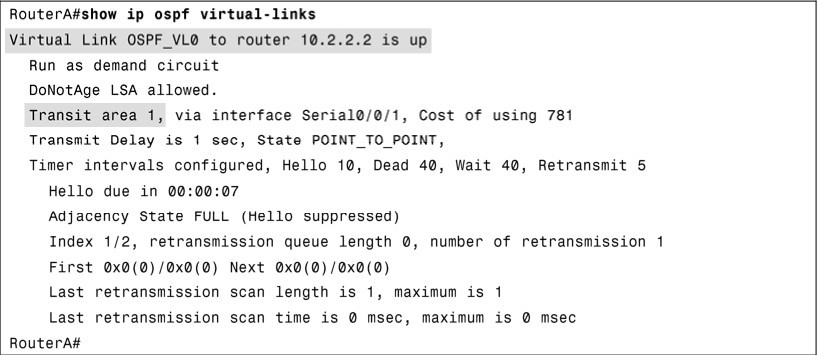 RouterA#show ip ospf virtual-links
Virtual Link OSPF_VL0 to router 10.2.2.2 is up
Run as demand circuit
DoNotAge LSA allowed.
Transit area 1, via interface Serial0/0/1, Cost of using 781
Transmit Delay is 1 sec, State POINT_TO_POINT,
Timer intervals configured, Hello 10, Dead 40, Wait 40, Retransmit 5
Hello due in 00:00:07
Adjacency State FULL (Hello suppressed)
Index 1/2, retransmission queue length 0, number of retransmission 1
First 0x0(0)/0x0(0) Next 0x0(0)/0x0(0)
Last retransmission scan length is 1, maximum is 1
Last retransmission scan time is 0 msec, maximum is 0 msec
RouterA#